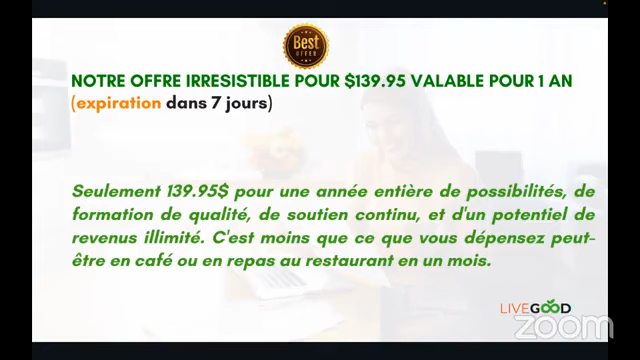 Best
OFFER
NOTRE OFFRE IRRESISTIBLE POUR $139.95 VALABLE POUR 1 AN
(expiration dans 7 jours)
Seulement 139.95$ pour une année entière de possibilités, de
formation de qualité, de soutien continu, et d'un potentiel de
revenus illimité. C'est moins que ce que vous dépensez peut-
être en café ou en repas au restaurant en un mois.
LIVEGOOD
zoom